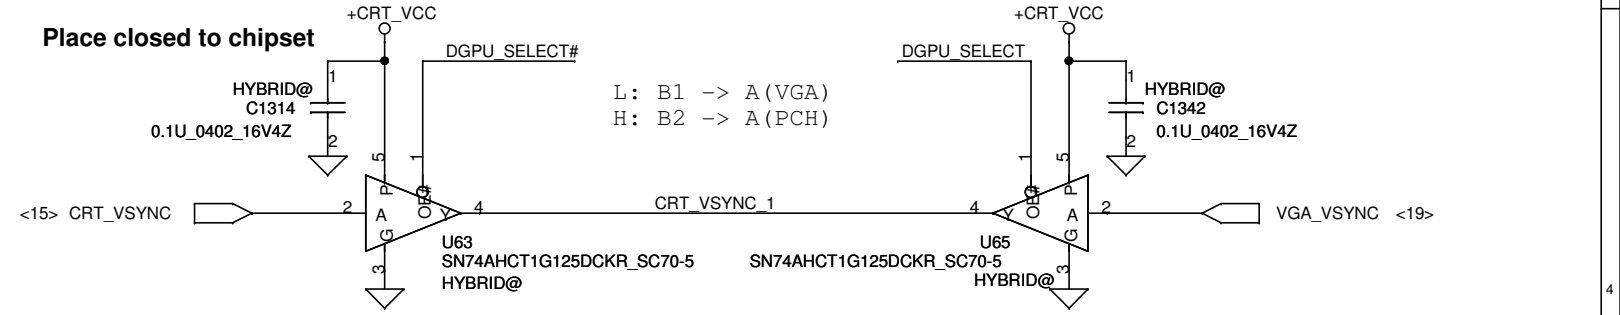 +CRT_VCC
+CRT_VCC
Place closed to chipset
DGPU_SELECT#
DGPU_SELECT
1
HYBRID@
C1314
0.1U_0402_16V4Z
2
L: B1 -> A(VGA)
H: B2 -> A(PCH)
1
HYBRID@
C1342
0.1U_0402_16V4Z
2
5
1
1
5
P
OE#
OE#
P
<15> CRT_VSYNC
2
A
Y
4
CRT_VSYNC_1
4
Y
A
2
VGA_VSYNC <19>
G
G
3
U63
SN74AHCT1G125DCKR_SC70-5
HYBRID@
U65
SN74AHCT1G125DCKR_SC70-5
HYBRID@
3
4